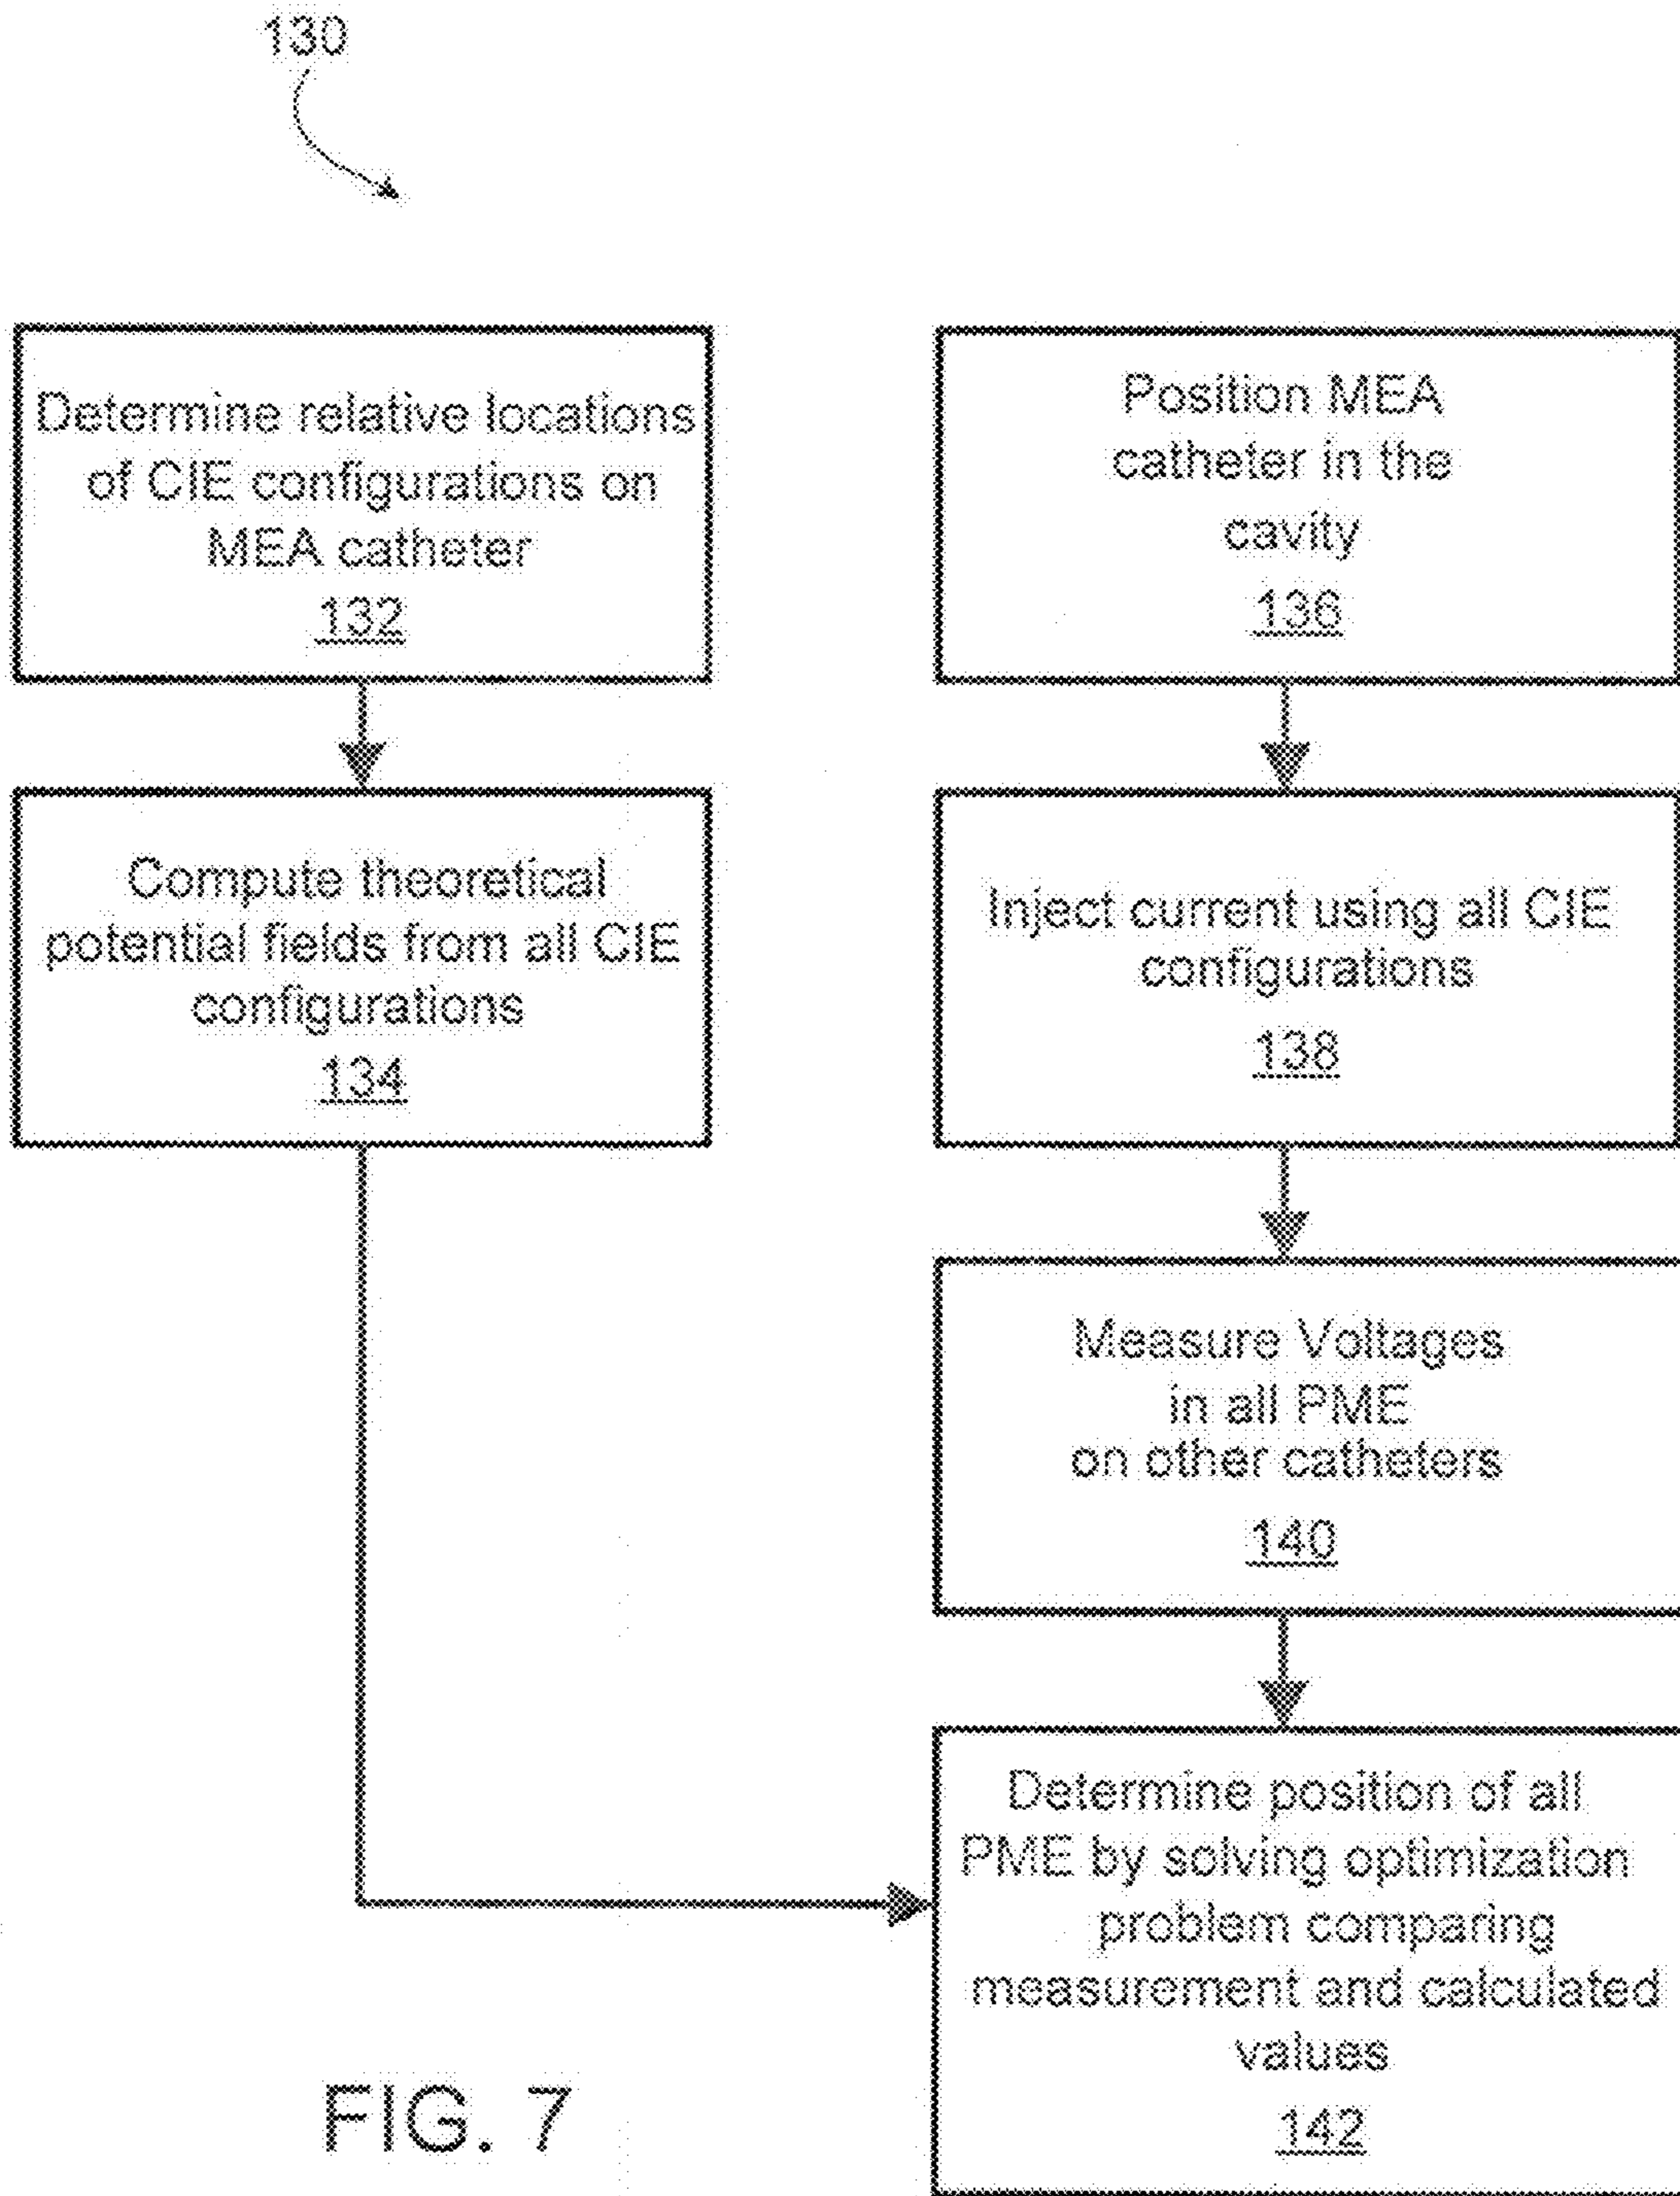 130
Determine relative locations
of CIE configurations on
MEA catheter
132
Compute theoretical
potential fields from all CIE
configurations
134
Position MEA
catheter in the
cavity
136
Inject current using all CIE
configurations
138
Measure Voltages
in all PME
on other catheters
140
Determine position of all
PME by solving optimization
problem comparing
measurement and calculated
values
142
FIG. 7